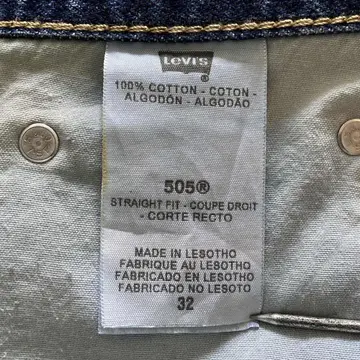 LEVI'S
®
100% COTTON - COTON -
ALGODÓN - ALGODÃO
505®
STRAIGHT FIT - COUPE DROIT
- CORTE RECTO
MADE IN LESOTHO
FABRIQUE AU LESOTHO
FABRICADO EN LESOTHO
FABRICADO NO LESOTO
32